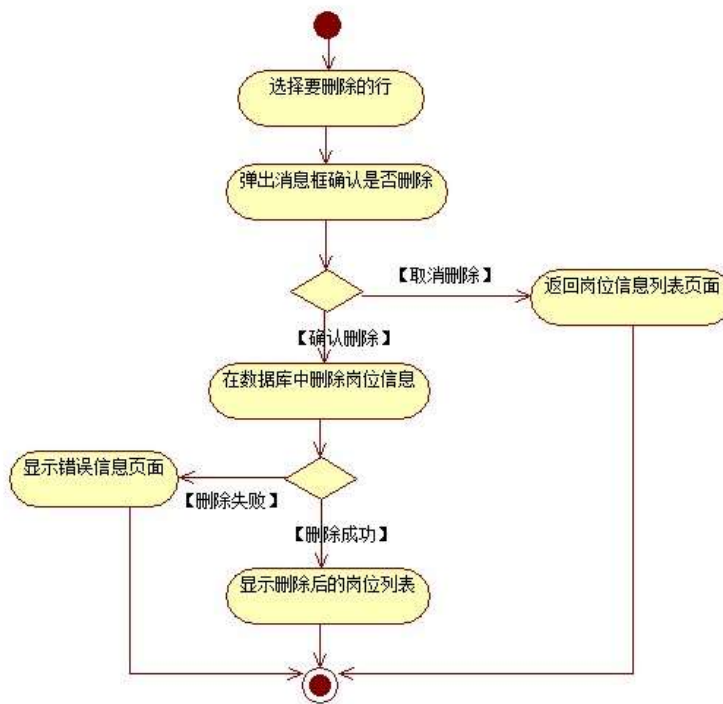 选择要删除的行
弹出消息框确认是否删除
【取消删除】
返回岗位信息列表页面
【确认删除】
在数据库中删除岗位信息
显示错误信息页面
【删除失败】
【删除成功】
显示删除后的岗位列表